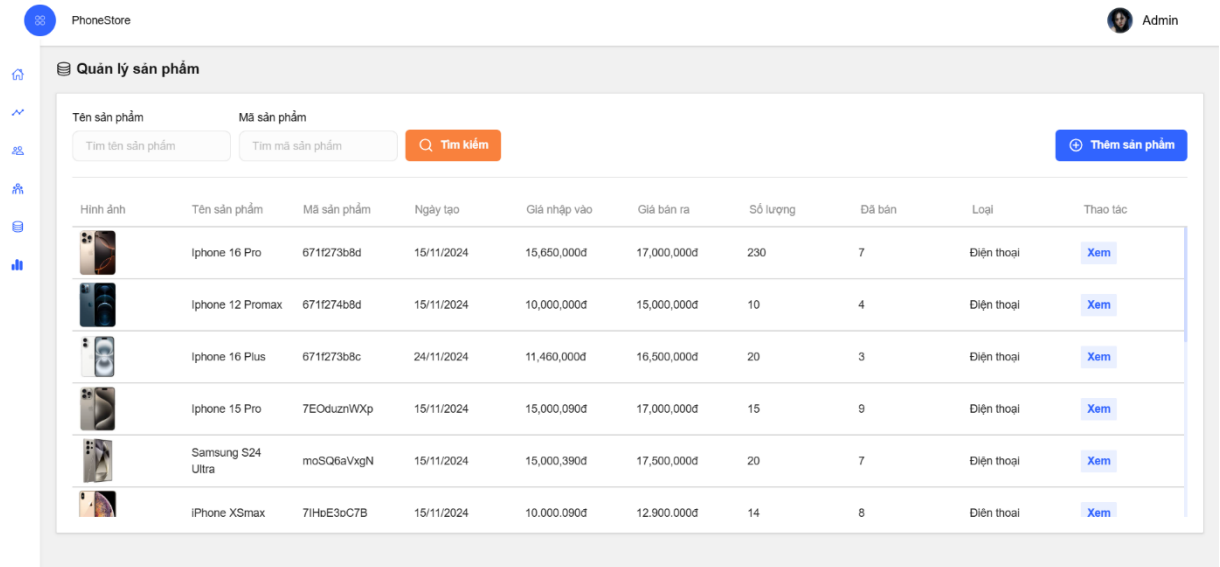 PhoneStore
Admin
Quản lý sản phẩm
Tên sản phẩm Mã sản phẩm
Tìm tên sản phẩm Tìm mã sản phẩm Tìm kiếm Thêm sản phẩm
Hình ảnh Tên sản phẩm Mã sản phẩm Ngày tạo Giá nhập vào Giá bán ra Số lượng Đã bán Loại Thao tác
Iphone 16 Pro 671f273b8d 15/11/2024 15,650,000đ 17,000,000đ 230 7 Điện thoại Xem
Iphone 12 Promax 671f274b8d 15/11/2024 10,000,000đ 15,000,000đ 10 4 Điện thoại Xem
Iphone 16 Plus 671f273b8c 24/11/2024 11,460,000đ 16,500,000đ 20 3 Điện thoại Xem
Iphone 15 Pro 7EOduznWXp 15/11/2024 15,000,090đ 17,000,000đ 15 9 Điện thoại Xem
Samsung S24
Ultra
moSQ6aVxgN 15/11/2024 15,000,390đ 17,500,000đ 20 7 Điện thoại Xem
iPhone XSmax 7IHpE3pC7B 15/11/2024 10,000,090đ 12,900,000đ 14 8 Điện thoại Xem